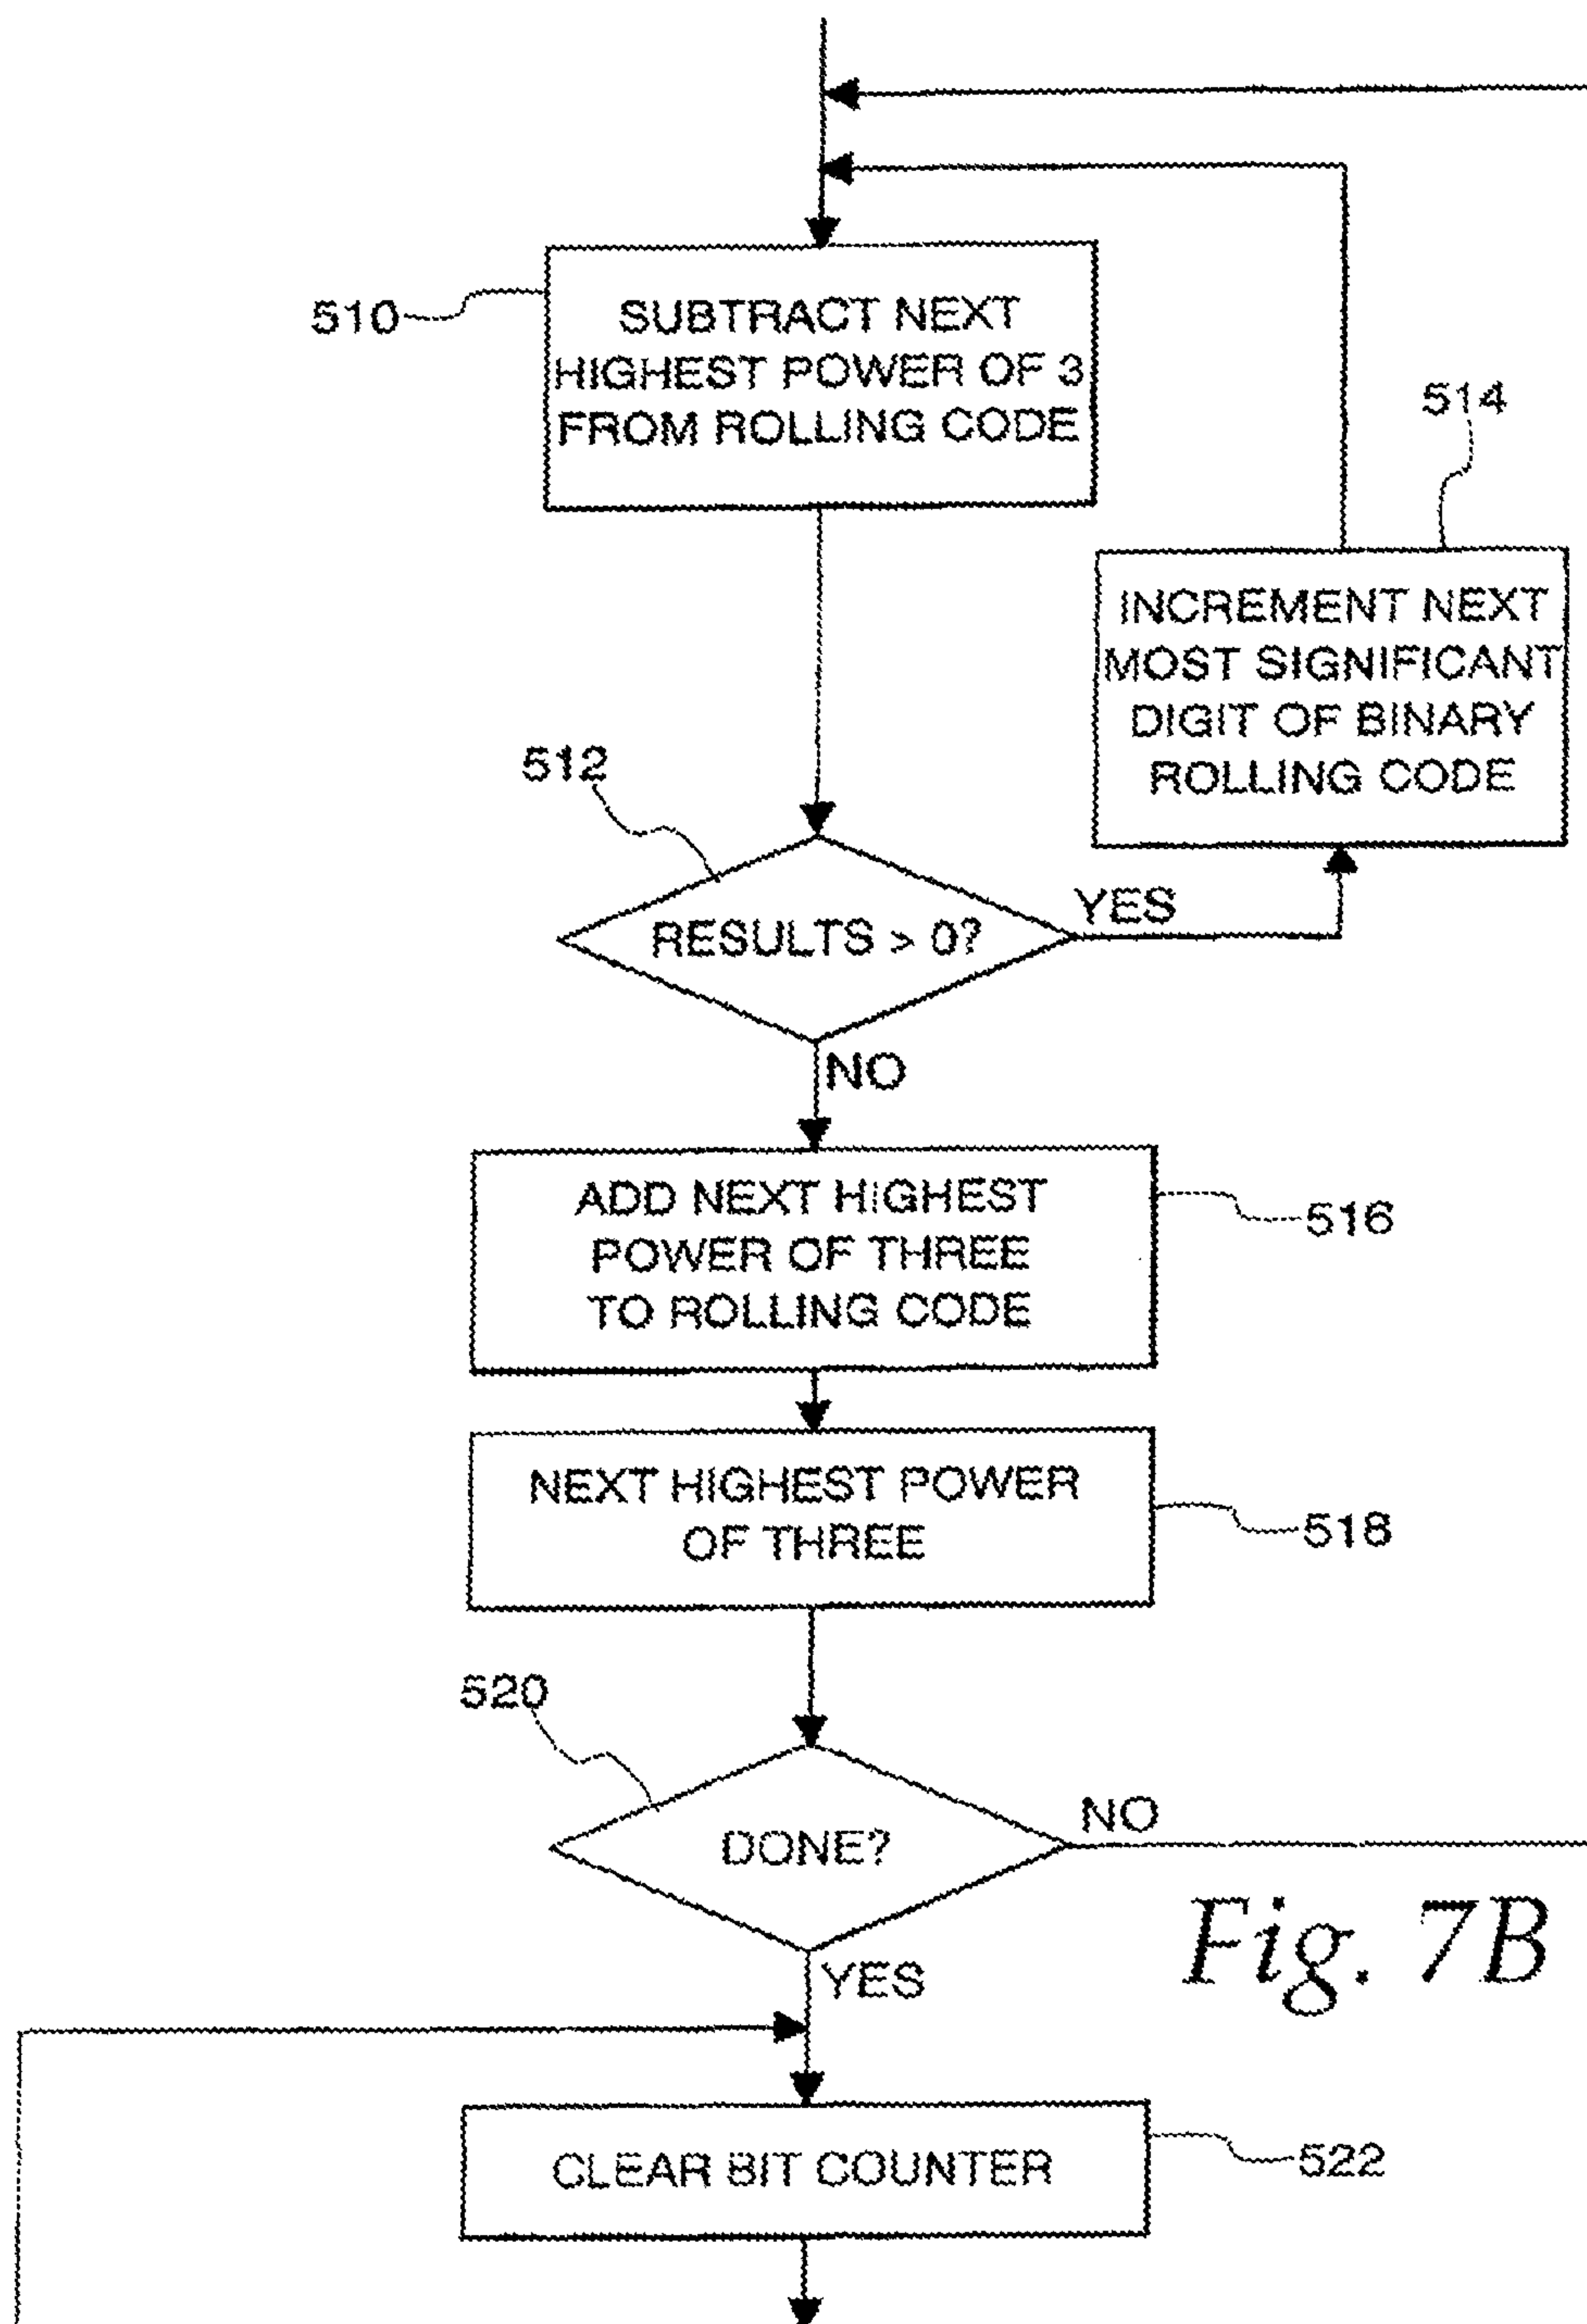 510
SUBTRACT NEXT
HIGHEST POWER OF 3
FROM ROLLING CODE
514
INCREMENT NEXT
MOST SIGNIFICANT
DIGIT OF BINARY
ROLLING CODE
512
RESULTS > 0?
YES
NO
ADD NEXT HIGHEST
POWER OF THREE
TO ROLLING CODE
516
NEXT HIGHEST POWER
OF THREE
518
520
DONE?
NO
YES
Fig. 7B
CLEAR BIT COUNTER
522